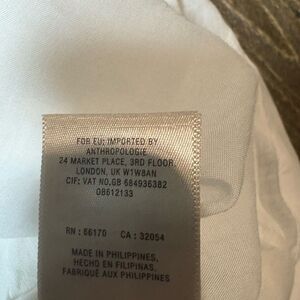 FOR EU: IMPORTED BY
ANTHROPOLOGIE
24 MARKET PLACE, 3RD FLOOR,
LONDON, UK W1W8AN
CIF: VAT NO.GB 684936382
08612133
RN : 66170 CA : 32054
MADE IN PHILIPPINES
HECHO EN FILIPINAS,
FABRIQUÉ AUX PHILIPPINES